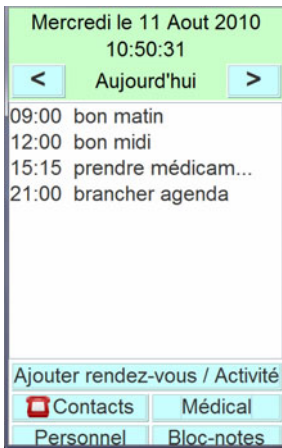 Mercredi le 11 Aout 2010
10:50:31
< Aujourd'hui >
09:00 bon matin
12:00 bon midi
15:15 prendre médicam...
21:00 brancher agenda
Ajouter rendez-vous / Activité
Contacts Médical
Personnel Bloc-notes